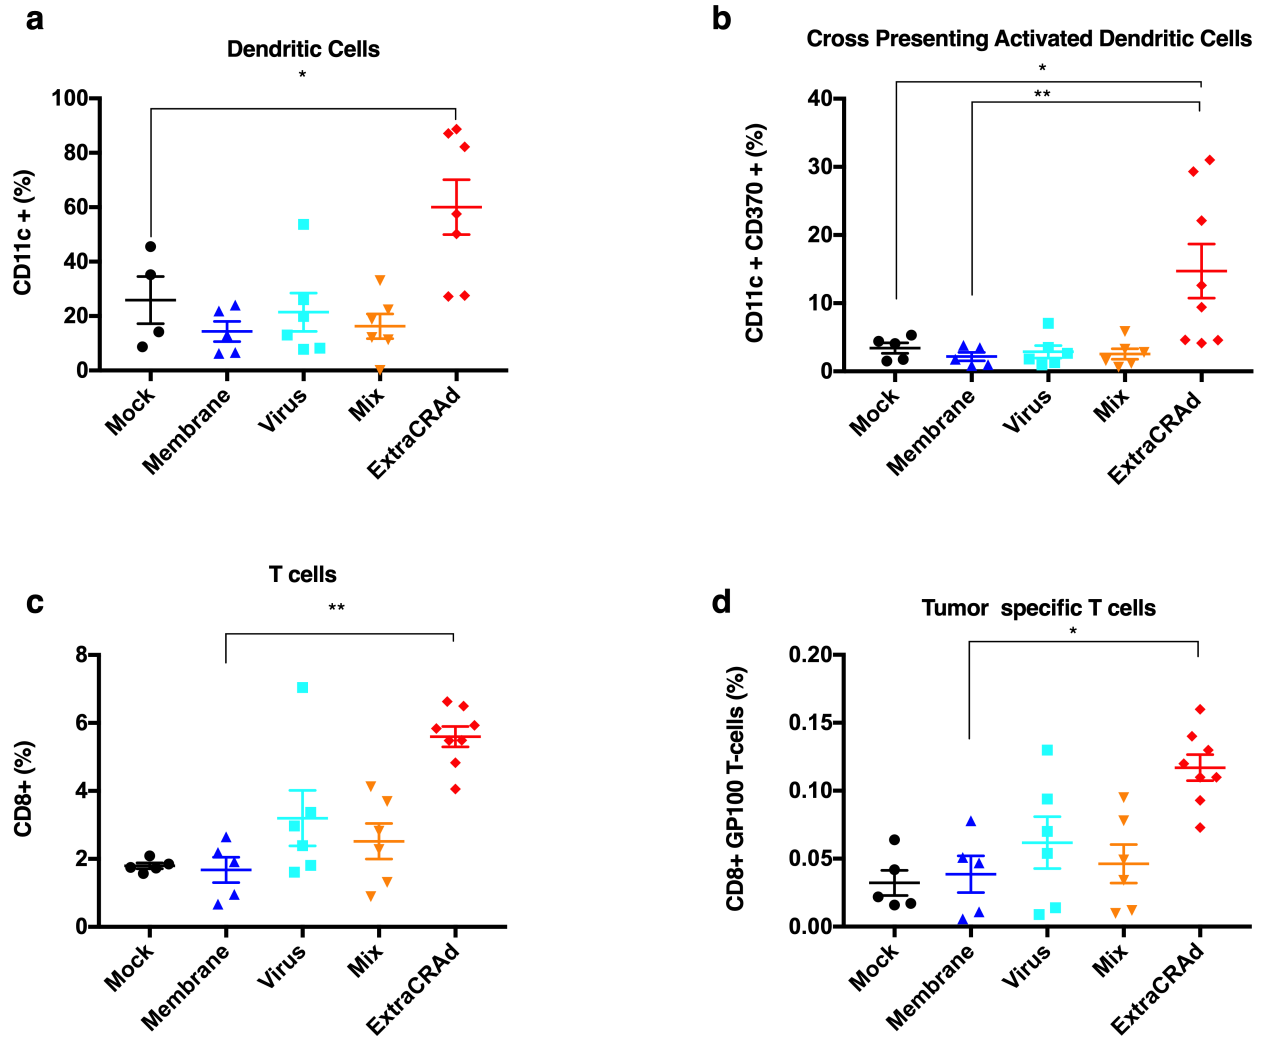 a
Dendritic Cells
*
CD11c + (%)
100
80
60
40
20
0
Mock
Membrane
Virus
Mix
ExtraCRAd
b
Cross Presenting Activated Dendritic Cells
*
**
CD11c + CD370 + (%)
40
30
20
10
0
Mock
Membrane
Virus
Mix
ExtraCRAd
c
T cells
**
CD8+ (%)
8
6
4
2
0
Mock
Membrane
Virus
Mix
ExtraCRAd
d
Tumor specific T cells
*
CD8+ GP100 T-cells (%)
0.20
0.15
0.10
0.05
0.00
Mock
Membrane
Virus
Mix
ExtraCRAd